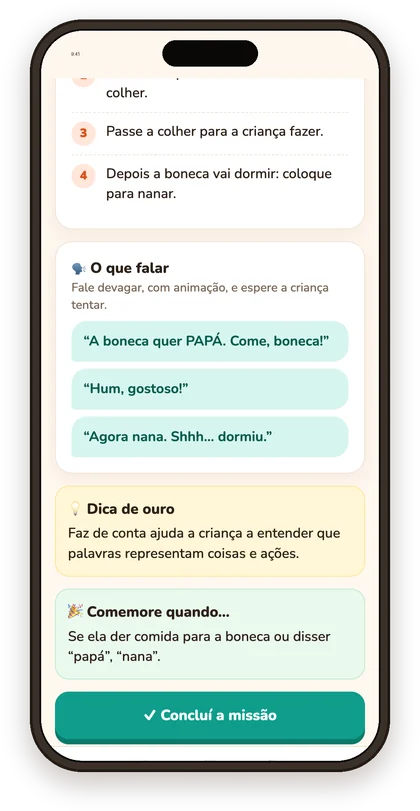 9:41
colher.
3 Passe a colher para a criança fazer.
4 Depois a boneca vai dormir: coloque
para nanar.
O que falar
Fale devagar, com animação, e espere a criança
tentar.
“A boneca quer PAPÁ. Come, boneca!”
“Hum, gostoso!”
“Agora nana. Shhh... dormiu.”
Dica de ouro
Faz de conta ajuda a criança a entender que
palavras representam coisas e ações.
Comemore quando...
Se ela der comida para a boneca ou disser
“papá”, “nana”.
✓ Concluí a missão